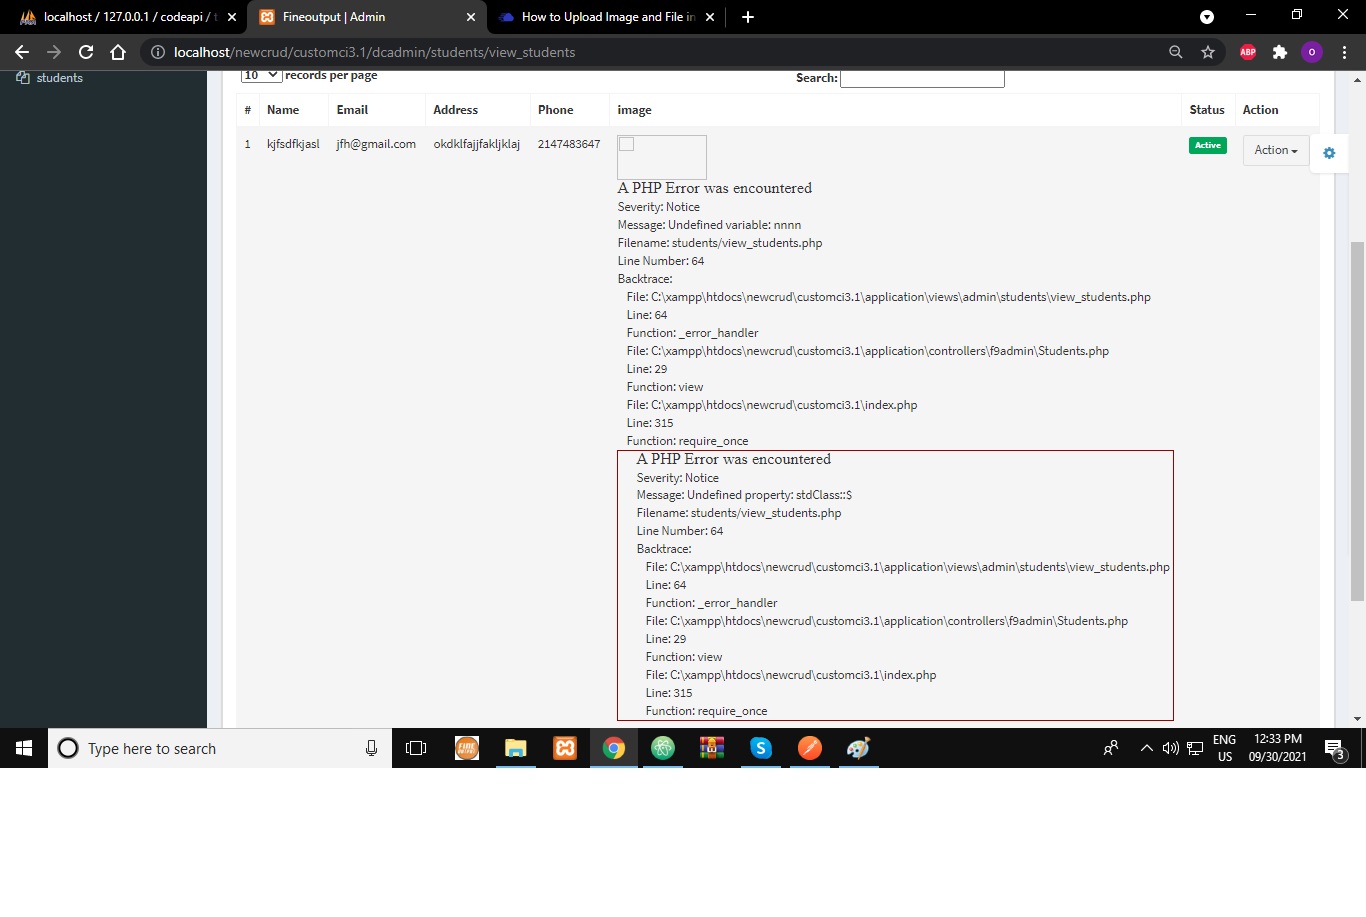 localhost / 127.0.0.1 / codeapi / t
Fineoutput | Admin
How to Upload Image and File in
localhost/newcrud/customci3.1/dcadmin/students/view_students
ABP
O
students
10 records per page
Search:
# Name Email Address Phone image Status Action
1 kjfsdfkjasl jfh@gmail.com okdklfajjfakljklaj 2147483647 Active Action
A PHP Error was encountered
Severity: Notice
Message: Undefined variable: nnnn
Filename: students/view_students.php
Line Number: 64
Backtrace:
File: C:\xampp\htdocs\newcrud\customci3.1\application\views\admin\students\view_students.php
Line: 64
Function: _error_handler
File: C:\xampp\htdocs\newcrud\customci3.1\application\controllers\f9admin\Students.php
Line: 29
Function: view
File: C:\xampp\htdocs\newcrud\customci3.1\index.php
Line: 315
Function: require_once
A PHP Error was encountered
Severity: Notice
Message: Undefined property: stdClass::$
Filename: students/view_students.php
Line Number: 64
Backtrace:
File: C:\xampp\htdocs\newcrud\customci3.1\application\views\admin\students\view_students.php
Line: 64
Function: _error_handler
File: C:\xampp\htdocs\newcrud\customci3.1\application\controllers\f9admin\Students.php
Line: 29
Function: view
File: C:\xampp\htdocs\newcrud\customci3.1\index.php
Line: 315
Function: require_once
Type here to search
ENG
US
12:33 PM
09/30/2021
3